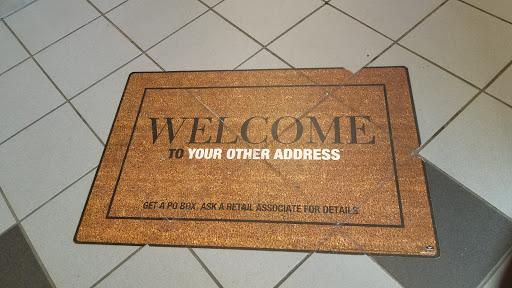 WELCOME
TO YOUR OTHER ADDRESS
GET A PO BOX. ASK A RETAIL ASSOCIATE FOR DETAILS.